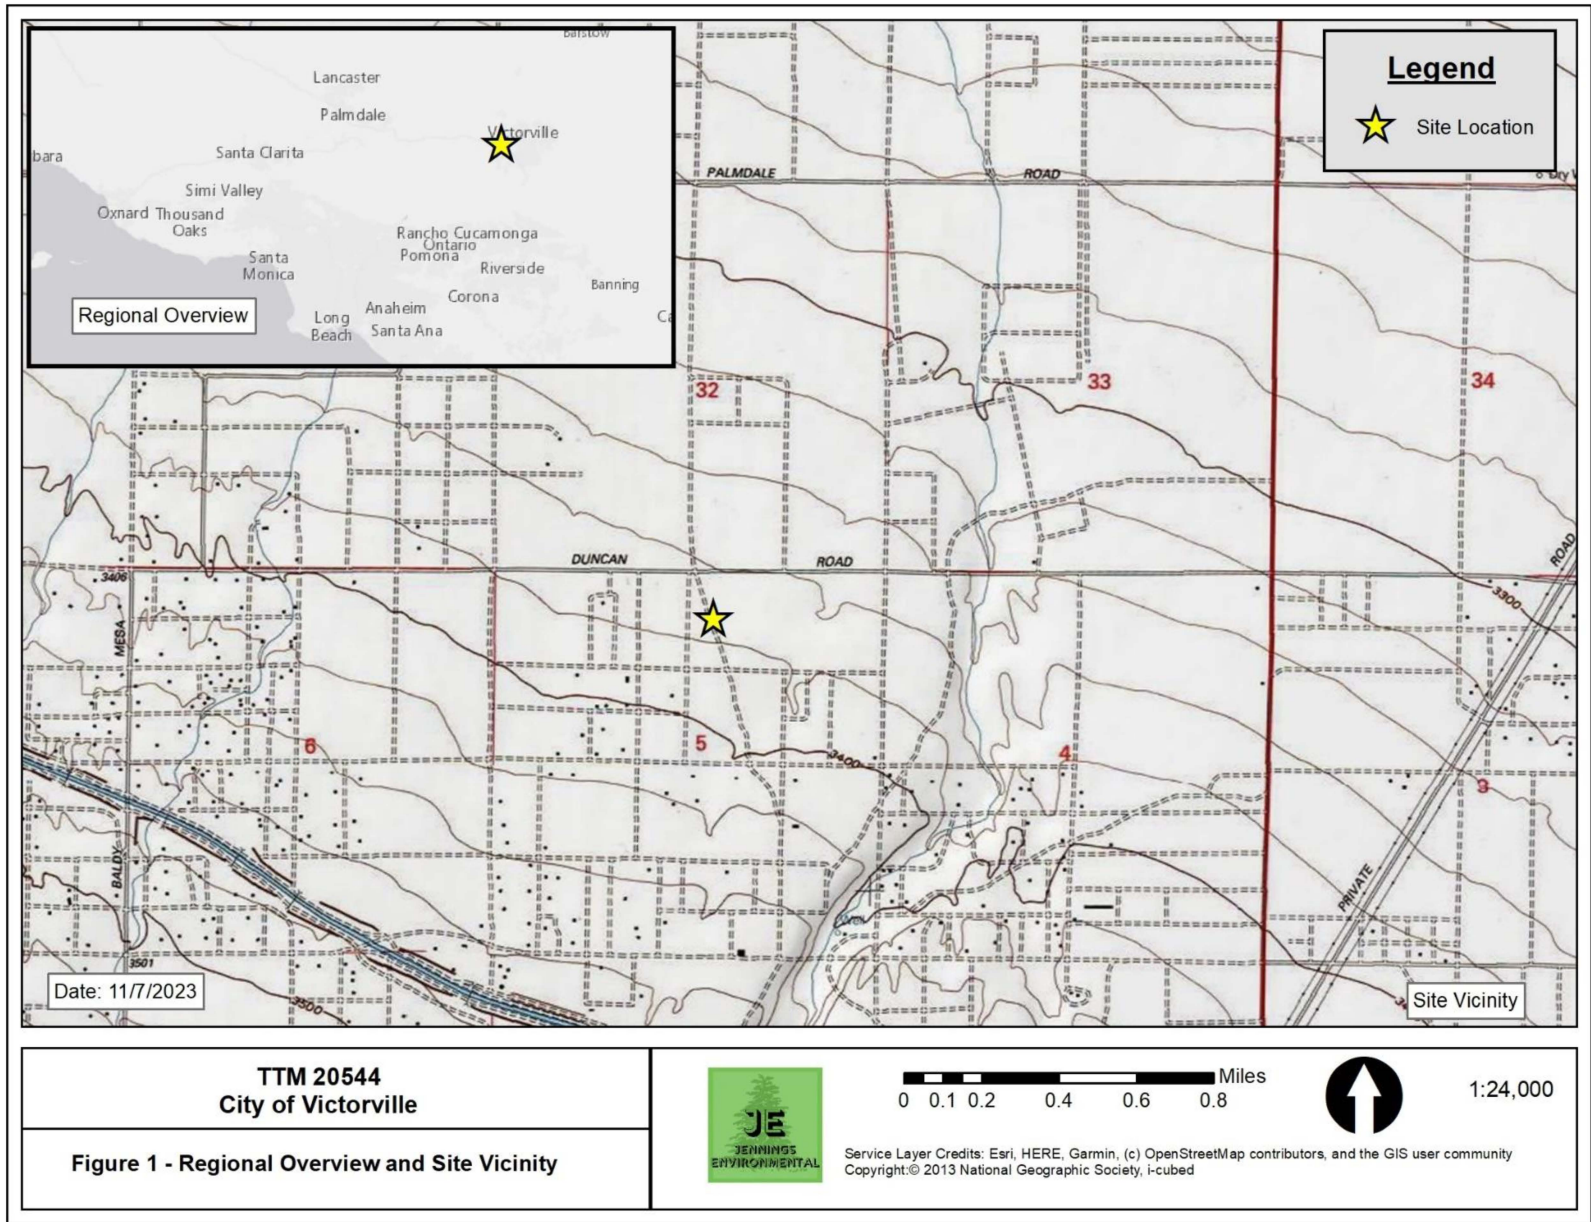 Barstow
Lancaster
Palmdale
Victorville
Santa Clarita
bara
Simi Valley
Oxnard
Thousand
Oaks
Rancho Cucamonga
Ontario
Pomona
Santa
Monica
Riverside
Banning
Corona
Anaheim
Long
Beach
Santa Ana
Ca
Regional Overview
Legend
Site Location
PALMDALE
ROAD
32
33
34
DUNCAN
ROAD
ROAD
3406
3300
MESA
6
5
4
3
3400
BALDY
PRIVATE
3501
3500
Date: 11/7/2023
Site Vicinity
TTM 20544
City of Victorville
Figure 1 - Regional Overview and Site Vicinity
JE
JENNINGS
ENVIRONMENTAL
Miles
0 0.1 0.2 0.4 0.6 0.8
1:24,000
Service Layer Credits: Esri, HERE, Garmin, (c) OpenStreetMap contributors, and the GIS user community
Copyright:© 2013 National Geographic Society, i-cubed